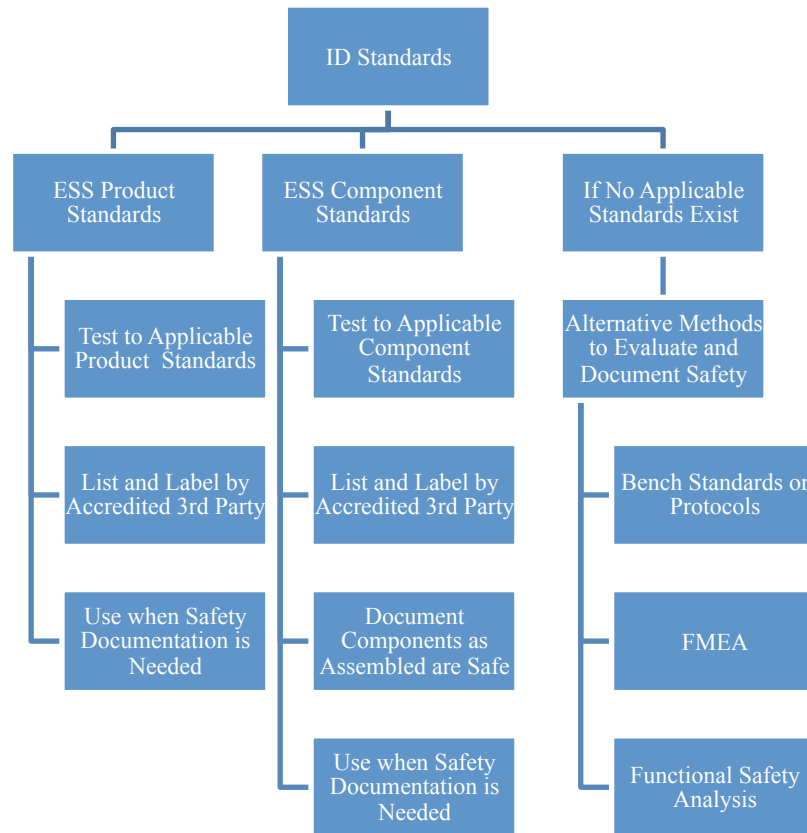 ID Standards
ESS Product
Standards
ESS Component
Standards
If No Applicable
Standards Exist
Test to Applicable
Product Standards
Test to Applicable
Component
Standards
Alternative Methods
to Evaluate and
Document Safety
List and Label by
Accredited 3rd Party
List and Label by
Accredited 3rd Party
Bench Standards or
Protocols
Use when Safety
Documentation is
Needed
Document
Components as
Assembled are Safe
FMEA
Use when Safety
Documentation is
Needed
Functional Safety
Analysis